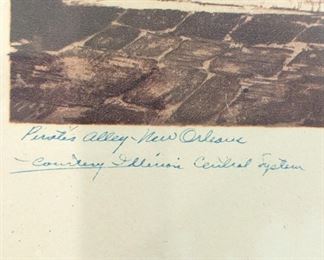 Pirates Alley - New Orleans
- Courtesy Illinois Central System